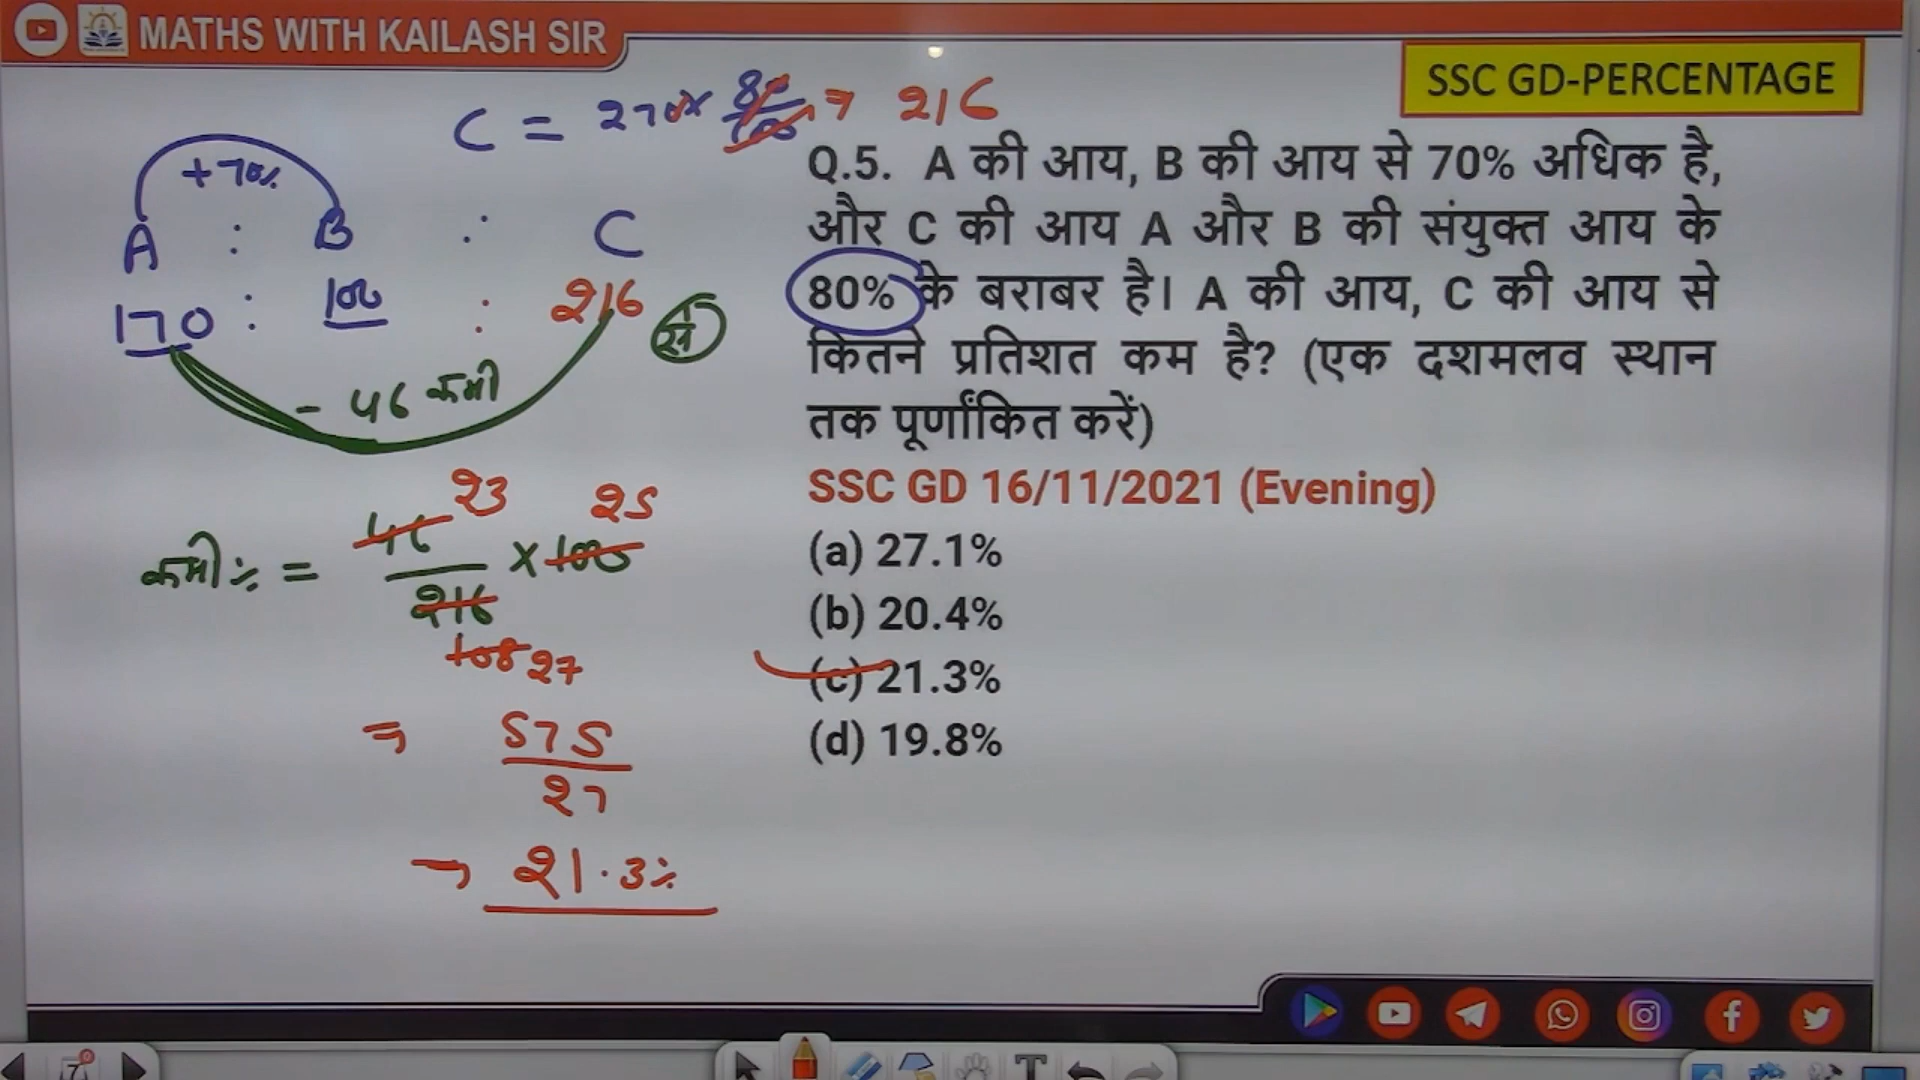 MATHS WITH KAILASH SIR
SSC GD-PERCENTAGE
C = 270 × 80/100 ⇒ 216
+70%
A : B : C
170 : 100 : 216
से
- 46 कमी
Q.5. A की आय, B की आय से 70% अधिक है,
और C की आय A और B की संयुक्त आय के
80% के बराबर है। A की आय, C की आय से
कितने प्रतिशत कम है? (एक दशमलव स्थान
तक पूर्णांकित करें)
SSC GD 16/11/2021 (Evening)
(a) 27.1%
(b) 20.4%
(c) 21.3%
(d) 19.8%
23 25
कमी% = 46/216 × 100
108 27
⇒ 575/27
→ 21.3%
7
T